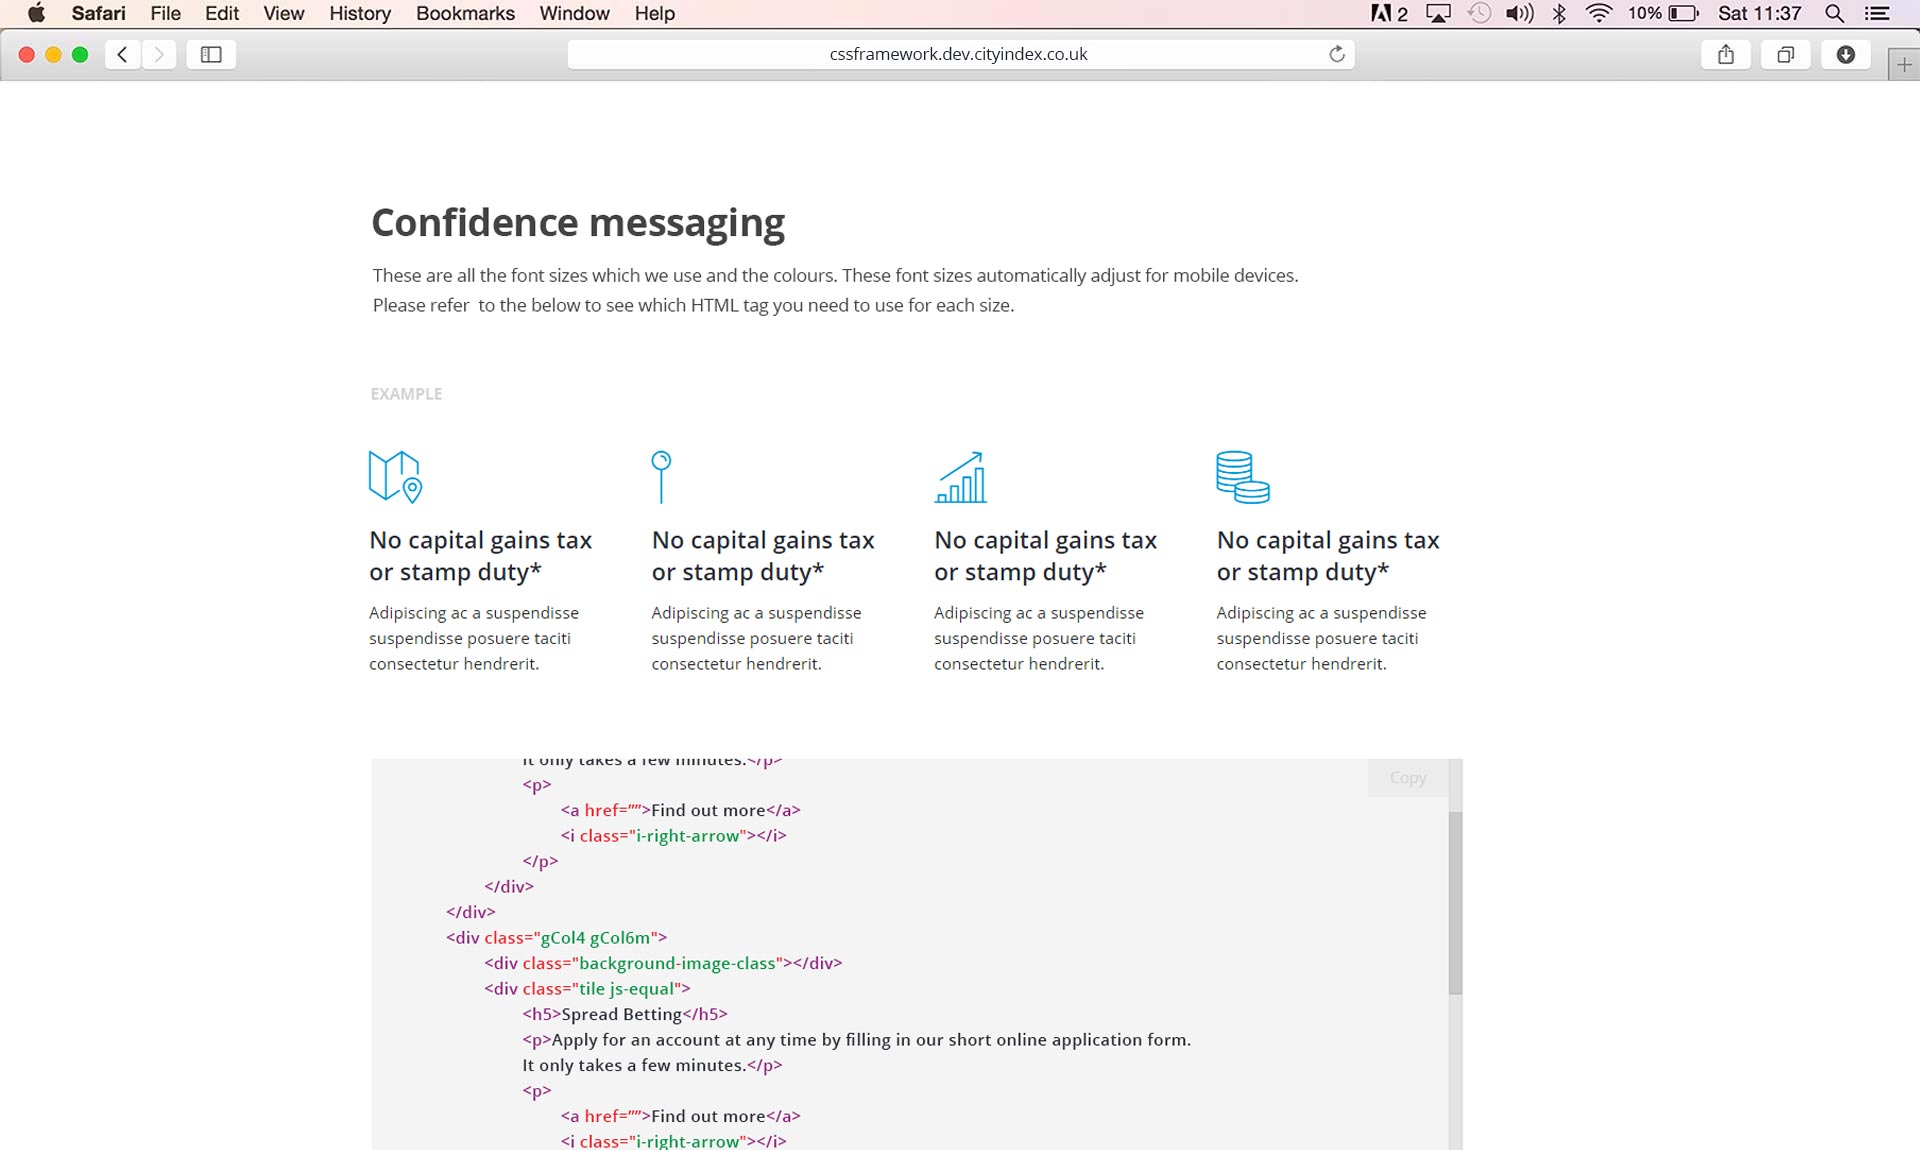 Safari File Edit View History Bookmarks Window Help 2 10% Sat 11:37
cssframework.dev.cityindex.co.uk
Confidence messaging
These are all the font sizes which we use and the colours. These font sizes automatically adjust for mobile devices.
Please refer  to the below to see which HTML tag you need to use for each size.
EXAMPLE
No capital gains tax
or stamp duty*
Adipiscing ac a suspendisse
suspendisse posuere taciti
consectetur hendrerit.
No capital gains tax
or stamp duty*
Adipiscing ac a suspendisse
suspendisse posuere taciti
consectetur hendrerit.
No capital gains tax
or stamp duty*
Adipiscing ac a suspendisse
suspendisse posuere taciti
consectetur hendrerit.
No capital gains tax
or stamp duty*
Adipiscing ac a suspendisse
suspendisse posuere taciti
consectetur hendrerit.
Copy
It only takes a few minutes.</p>
<p>
<a href=””>Find out more</a>
<i class="i-right-arrow"></i>
</p>
</div>
</div>
<div class="gCol4 gCol6m">
<div class="background-image-class"></div>
<div class="tile js-equal">
<h5>Spread Betting</h5>
<p>Apply for an account at any time by filling in our short online application form.
It only takes a few minutes.</p>
<p>
<a href=””>Find out more</a>
<i class="i-right-arrow"></i>